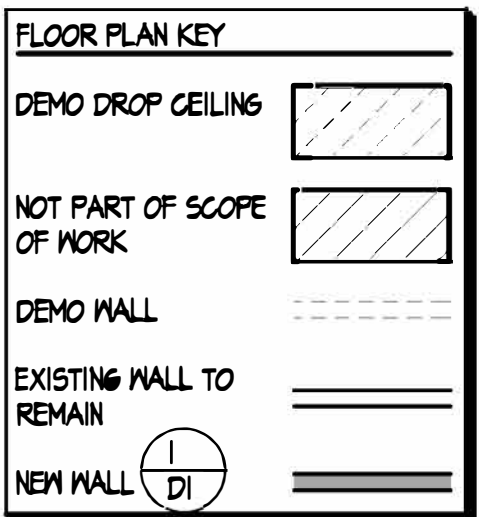 FLOOR PLAN KEY
DEMO DROP CEILING
NOT PART OF SCOPE
OF WORK
DEMO WALL
EXISTING WALL TO
REMAIN
NEW WALL
1
D1